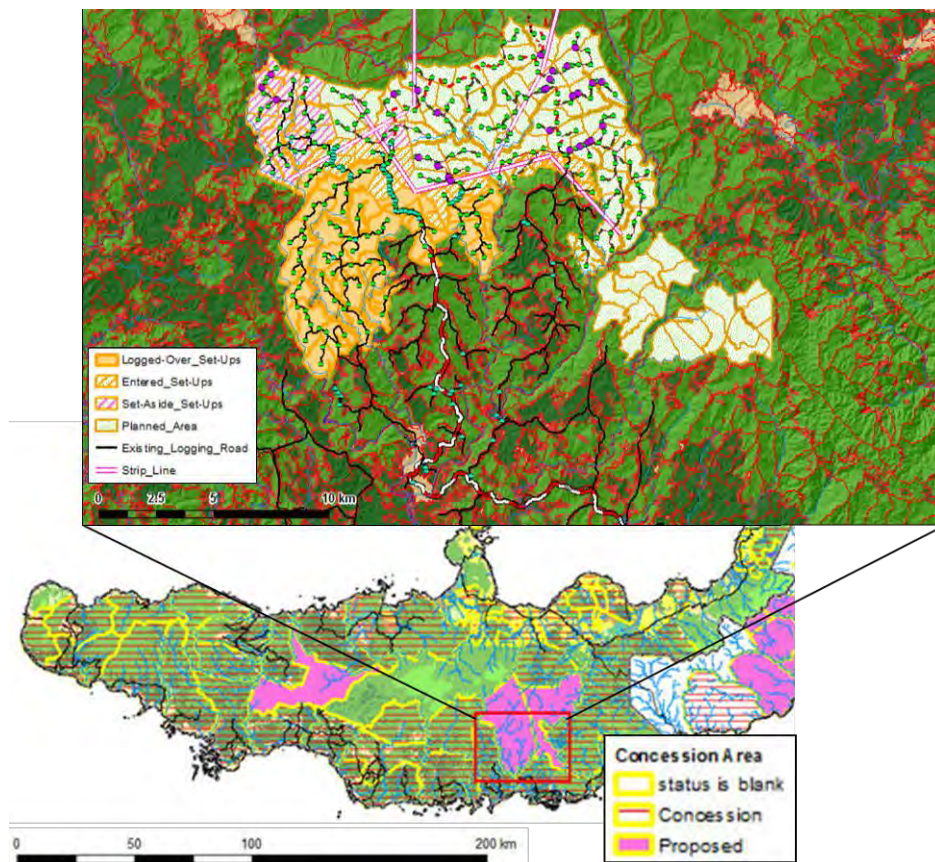 Logged-Over_Set-Ups
Entered_Set-Ups
Set-Aside_Set-Ups
Planned_Area
Existing_Logging_Road
Strip_Line
0 2.5 5 10 km
Concession Area
status is blank
Concession
Proposed
0 50 100 200 km